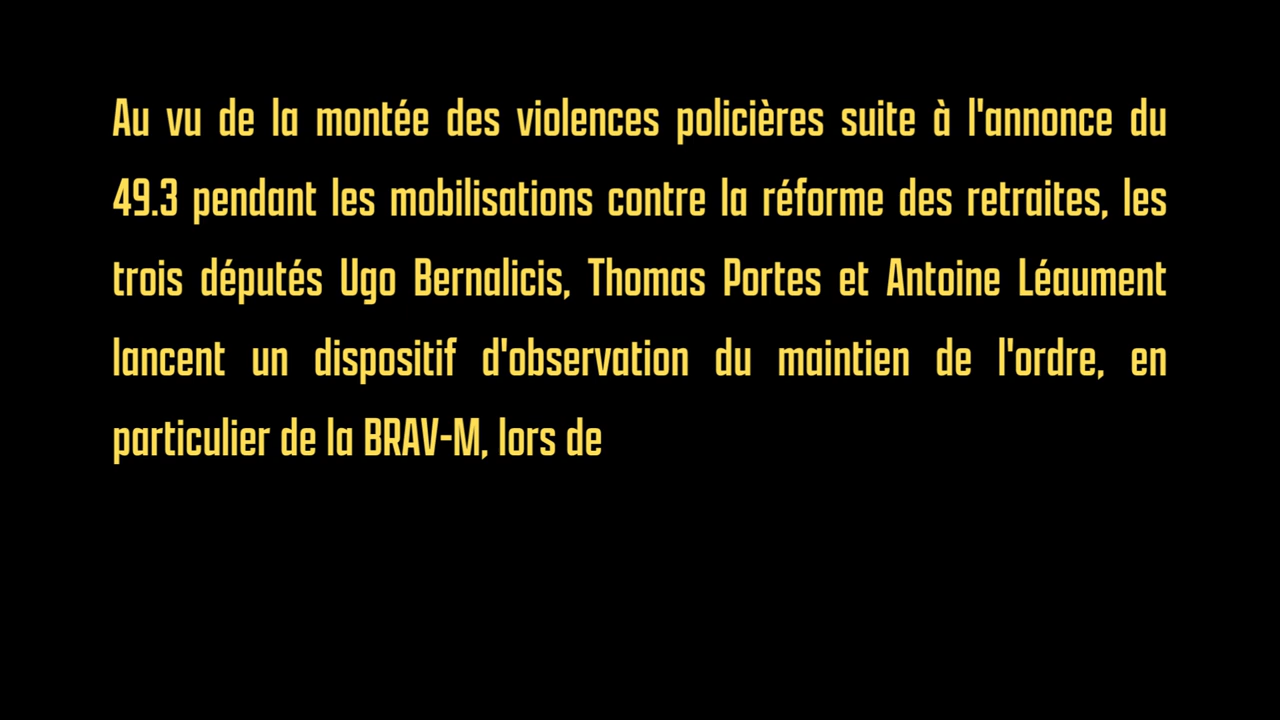 Au vu de la montée des violences policières suite à l'annonce du
49.3 pendant les mobilisations contre la réforme des retraites, les
trois députés Ugo Bernalicis, Thomas Portes et Antoine Léaument
lancent un dispositif d'observation du maintien de l'ordre, en
particulier de la BRAV-M, lors de